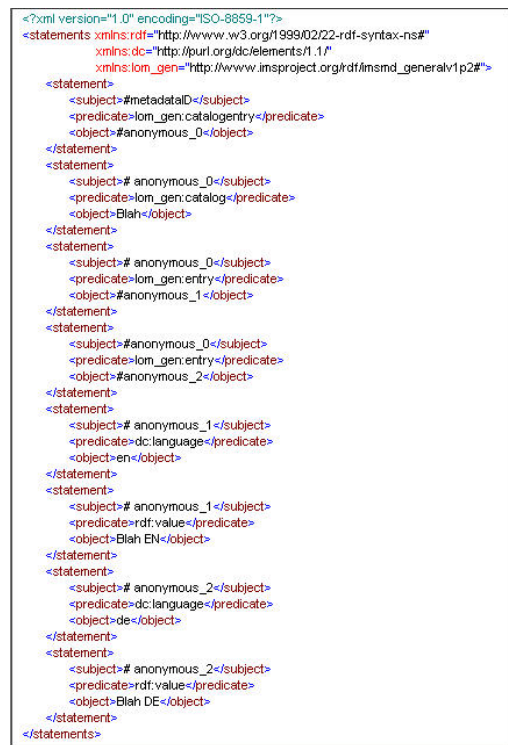 <?xml version="1.0" encoding="ISO-8859-1"?>
<statements xmlns:rdf="http://www.w3.org/1999/02/22-rdf-syntax-ns#"
xmlns:dc="http://purl.org/dc/elements/1.1/"
xmlns:lom_gen="http://www.imsproject.org/rdf/imsmd_generalv1p2#">
<statement>
<subject>#metadataID</subject>
<predicate>lom_gen:catalogentry</predicate>
<object>#anonymous_0</object>
</statement>
<statement>
<subject># anonymous_0</subject>
<predicate>lom_gen:catalog</predicate>
<object>Blah</object>
</statement>
<statement>
<subject># anonymous_0</subject>
<predicate>lom_gen:entry</predicate>
<object>#anonymous_1</object>
</statement>
<statement>
<subject>#anonymous_0</subject>
<predicate>lom_gen:entry</predicate>
<object>#anonymous_2</object>
</statement>
<statement>
<subject># anonymous_1</subject>
<predicate>dc:language</predicate>
<object>en</object>
</statement>
<statement>
<subject># anonymous_1</subject>
<predicate>rdf:value</predicate>
<object>Blah EN</object>
</statement>
<statement>
<subject># anonymous_2</subject>
<predicate>dc:language</predicate>
<object>de</object>
</statement>
<statement>
<subject># anonymous_2</subject>
<predicate>rdf:value</predicate>
<object>Blah DE</object>
</statement>
</statements>